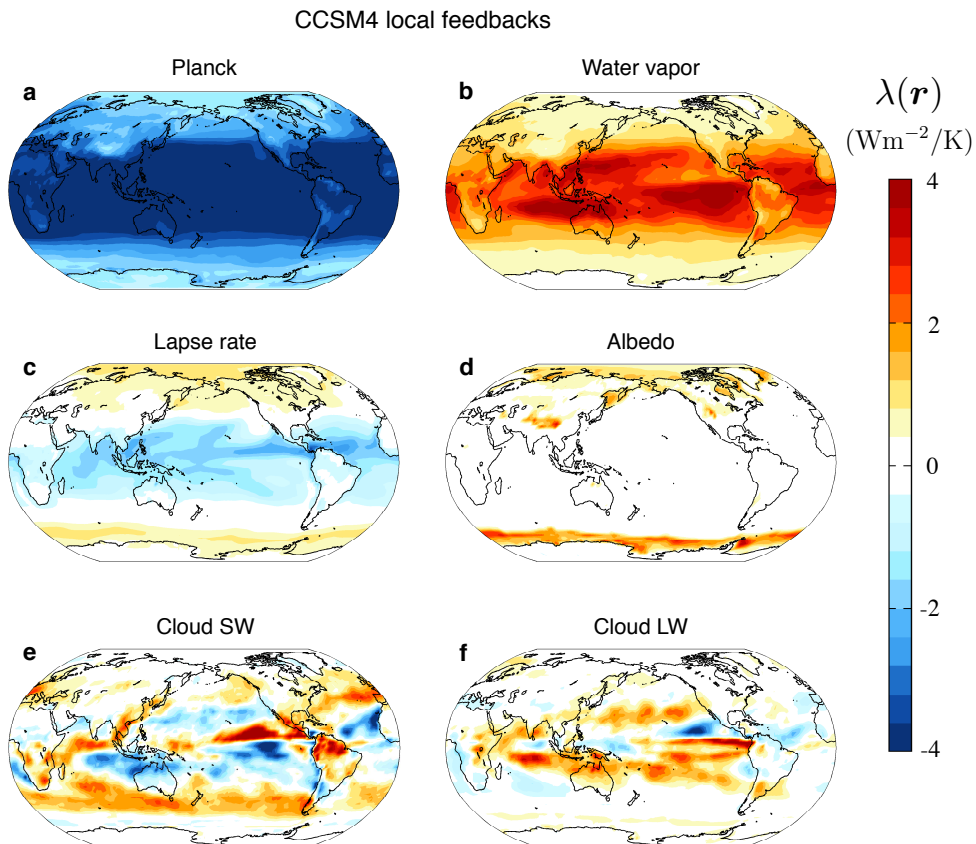 CCSM4 local feedbacks
Planck
Water vapor
a
b
λ(r)
(Wm⁻²/K)
4
2
0
-2
-4
Lapse rate
Albedo
c
d
Cloud SW
Cloud LW
e
f